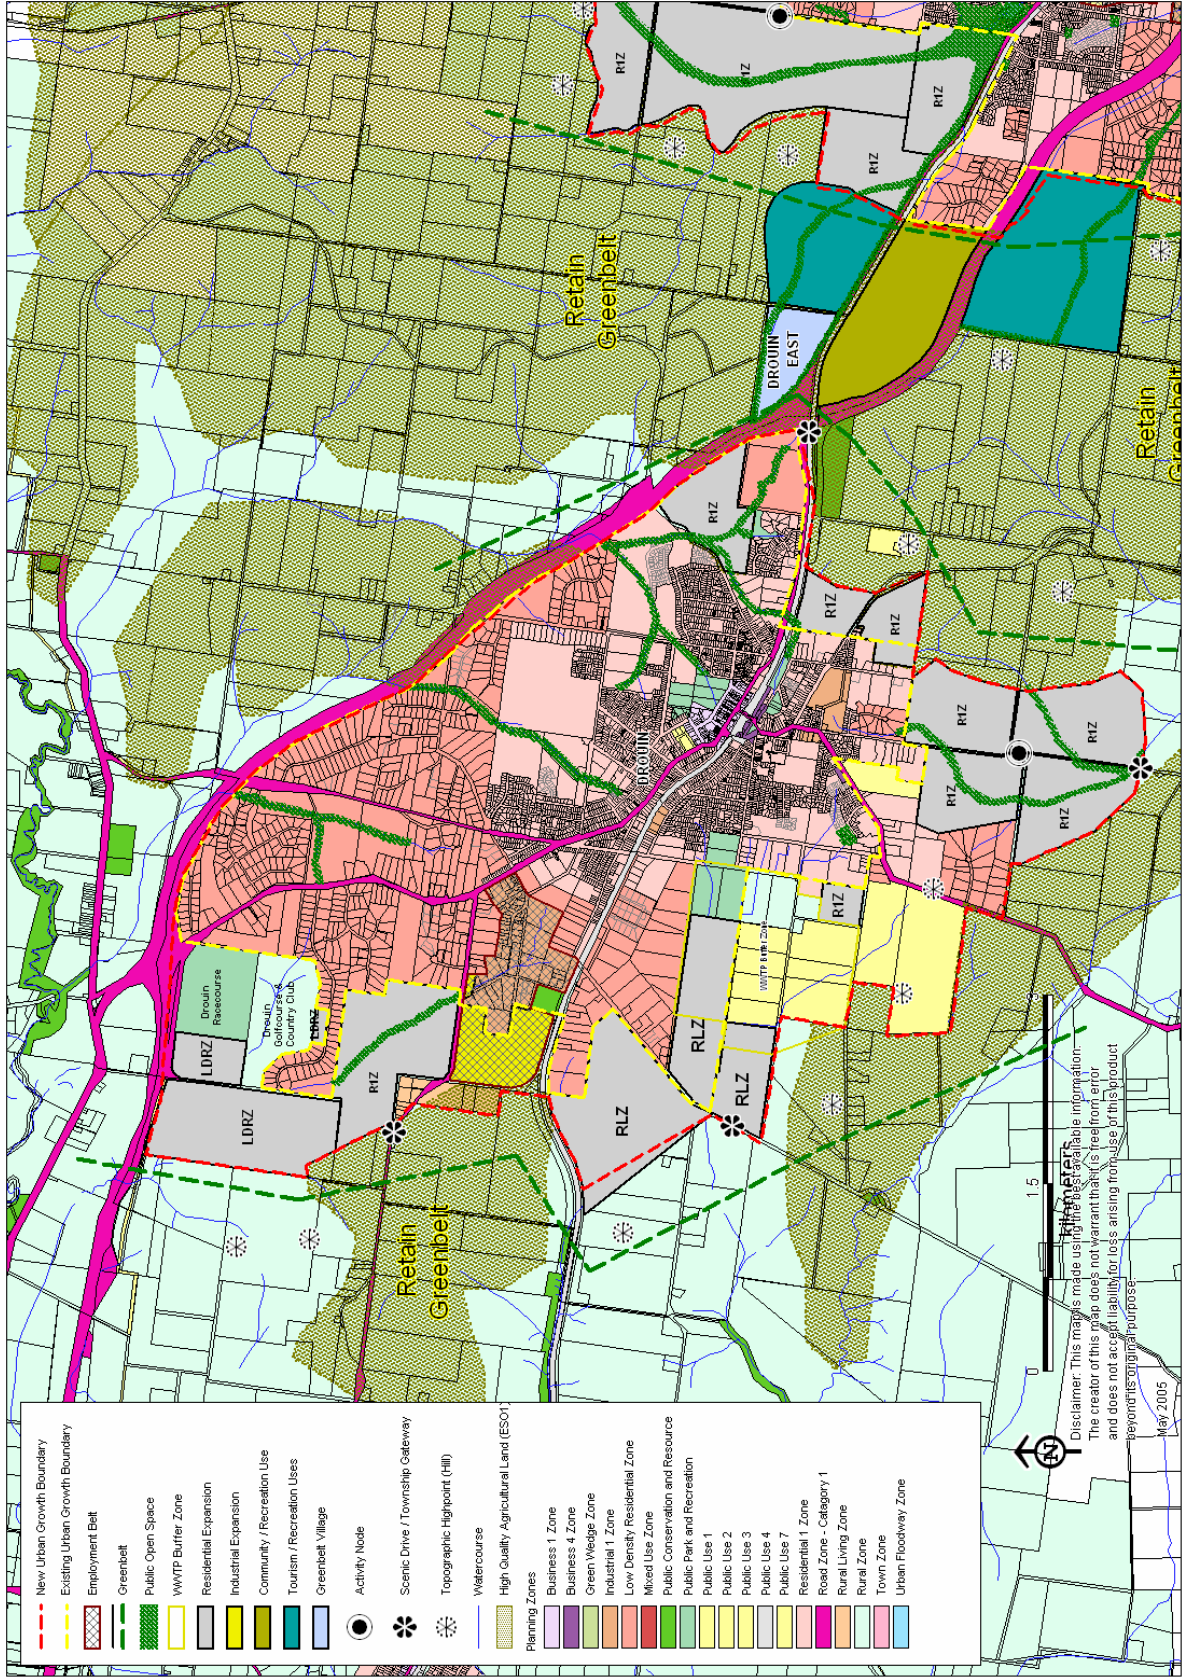 New Urban Growth Boundary
Existing Urban Growth Boundary
Employment Belt
Greenbelt
Public Open Space
WWTP Buffer Zone
Residential Expansion
Industrial Expansion
Community / Recreation Use
Tourism / Recreation Uses
Greenbelt Village
Activity Node
Scenic Drive / Township Gateway
Topographic Highpoint (Hill)
Watercourse
High Quality Agricultural Land (ESO1)
Planning Zones
Business 1 Zone
Business 4 Zone
Green Wedge Zone
Industrial 1 Zone
Low Density Residential Zone
Mixed Use Zone
Public Conservation and Resource
Public Park and Recreation
Public Use 1
Public Use 2
Public Use 3
Public Use 4
Public Use 7
Residential 1 Zone
Road Zone - Catagory 1
Rural Living Zone
Rural Zone
Town Zone
Urban Floodway Zone
LDRZ
LDRZ
Drouin
Racecourse
Drouin
Golfcourse &
Country Club
LDRZ
R1Z
Retain
Greenbelt
RLZ
RLZ
RLZ
WWTP Buffer Zone
R1Z
DROUIN
R1Z
R1Z
R1Z
R1Z
R1Z
R1Z
R1Z
DROUIN
EAST
Retain
Greenbelt
Retain
Greenbelt
R1Z
R1Z
R1Z
1Z
R1Z
N
0
1.5
3
kilometers
Disclaimer: This map is made using the best available information.
The creator of this map does not warrant that it is free from error
and does not accept liability for loss arising from use of this product
beyond its original purpose.
May 2005